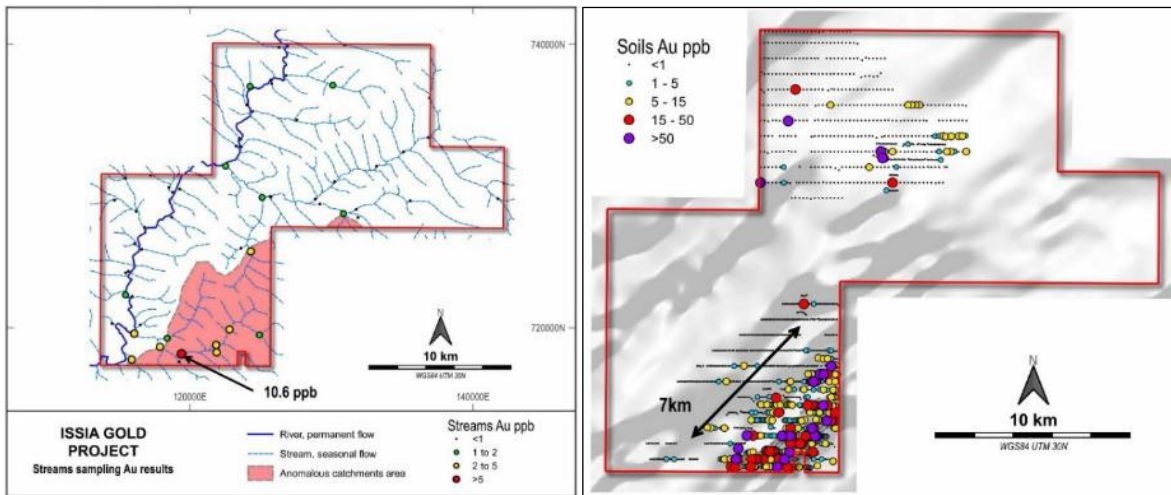 740000N
720000N
10.6 ppb
N
10 km
WGS84 UTM 30N
120000E
140000E
ISSIA GOLD
PROJECT
Streams sampling Au results
River, permanent flow
Stream, seasonal flow
Anomalous catchments area
Streams Au ppb
<1
1 to 2
2 to 5
>5
Soils Au ppb
<1
1 - 5
5 - 15
15 - 50
>50
7km
N
10 km
WGS84 UTM 30N